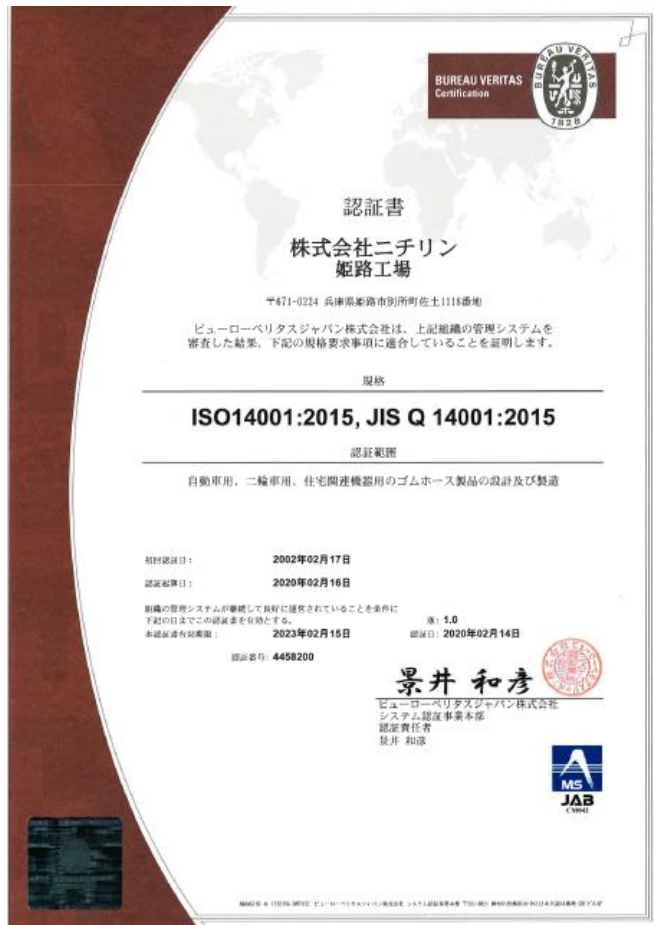 BUREAU VERITAS
Certification
BUREAU VERITAS
1828
認証書
株式会社ニチリン
姫路工場
〒671-0224 兵庫県姫路市別所町佐土1118番地
ビューローベリタスジャパン株式会社は、上記組織の管理システムを
審査した結果、下記の規格要求事項に適合していることを証明します。
規格
ISO14001:2015, JIS Q 14001:2015
認証範囲
自動車用、二輪車用、住宅関連機器用のゴムホース製品の設計及び製造
初回認証日: 2002年02月17日
認証起算日: 2020年02月16日
組織の管理システムが継続して良好に運営されていることを条件に
下記の日までこの認証書を有効とする。 版: 1.0
本認証書有効期限: 2023年02月15日 認証日: 2020年02月14日
認証番号: 4458200
景井 和彦
ビューローベリタスジャパン株式会社
システム認証事業本部
認証責任者
景井 和彦
MS
JAB
CM042